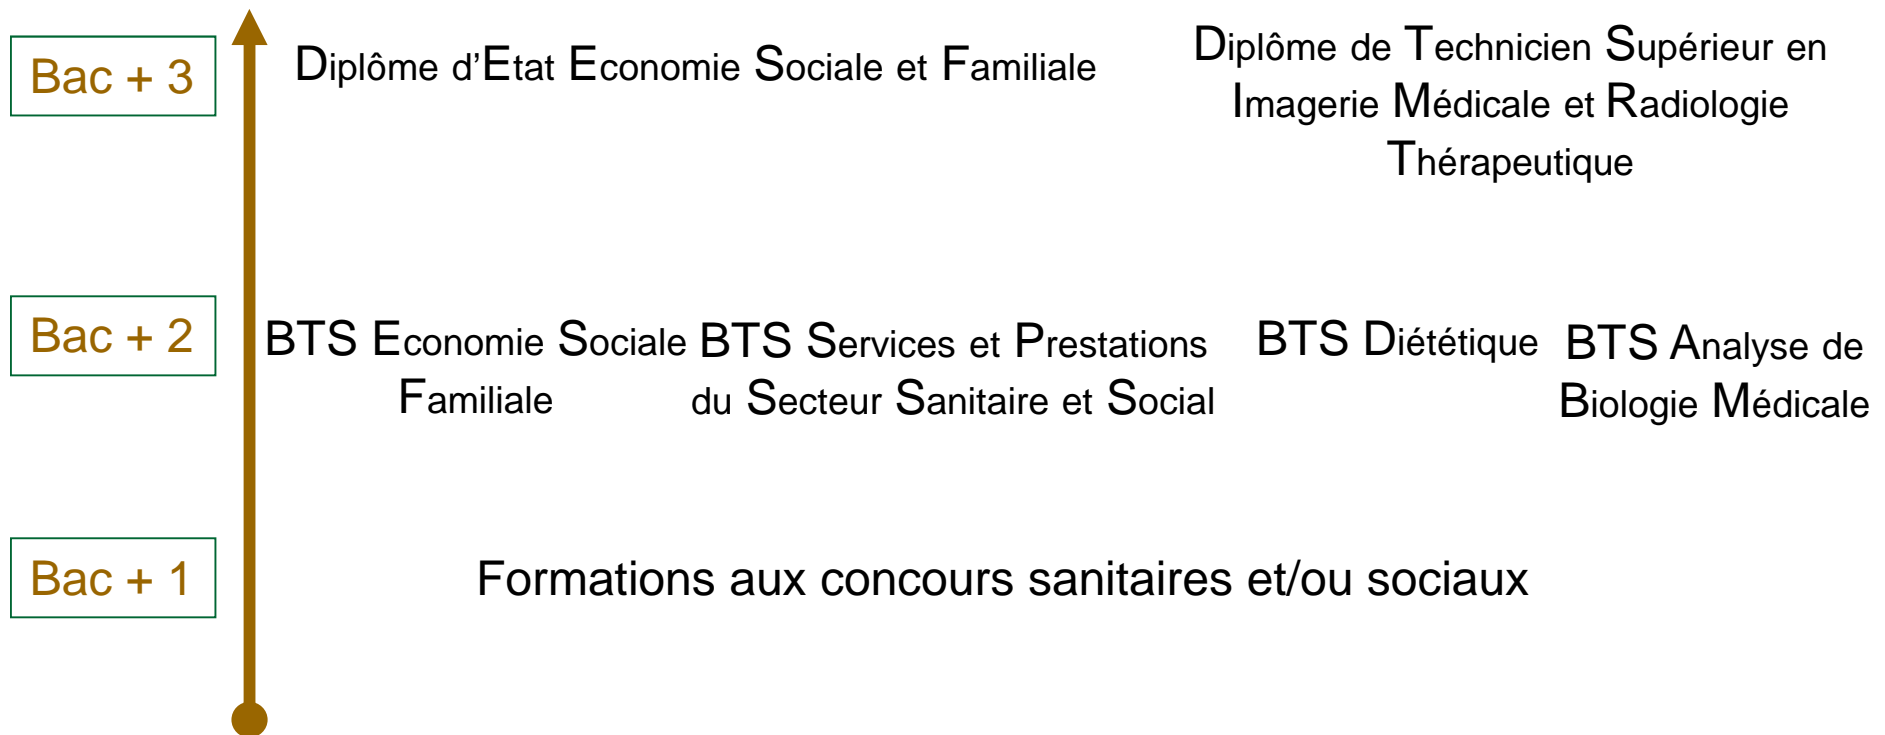 Bac + 3
Diplôme d'Etat Economie Sociale et Familiale
Diplôme de Technicien Supérieur en
Imagerie Médicale et Radiologie
Thérapeutique
Bac + 2
BTS Economie Sociale
Familiale
BTS Services et Prestations
du Secteur Sanitaire et Social
BTS Diététique
BTS Analyse de
Biologie Médicale
Bac + 1
Formations aux concours sanitaires et/ou sociaux